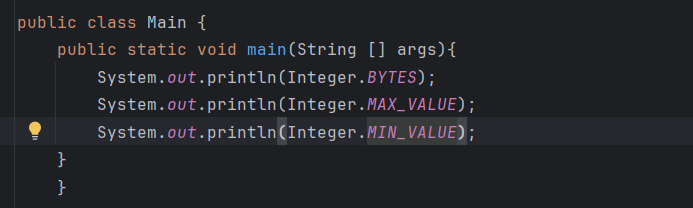 public class Main {
    public static void main(String [] args){
        System.out.println(Integer.BYTES);
        System.out.println(Integer.MAX_VALUE);
        System.out.println(Integer.MIN_VALUE);
    }
    }